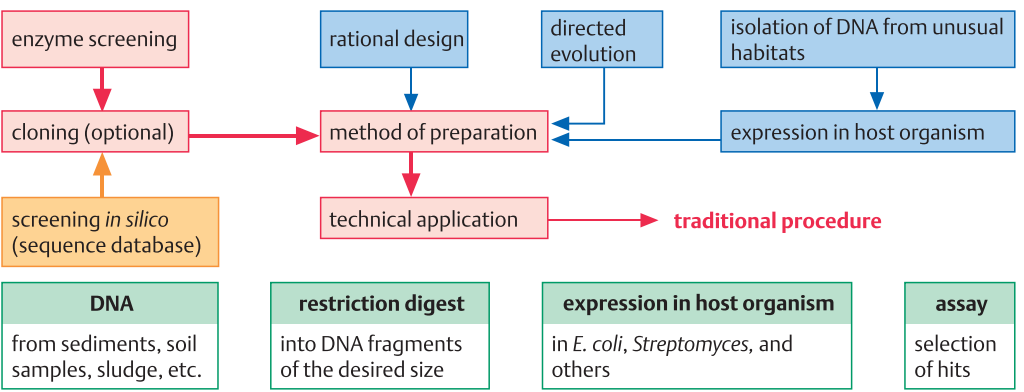 enzyme screening
rational design
directed
evolution
isolation of DNA from unusual
habitats
cloning (optional)
method of preparation
expression in host organism
screening in silico
(sequence database)
technical application
traditional procedure
DNA
from sediments, soil
samples, sludge, etc.
restriction digest
into DNA fragments
of the desired size
expression in host organism
in E. coli, Streptomyces, and
others
assay
selection
of hits